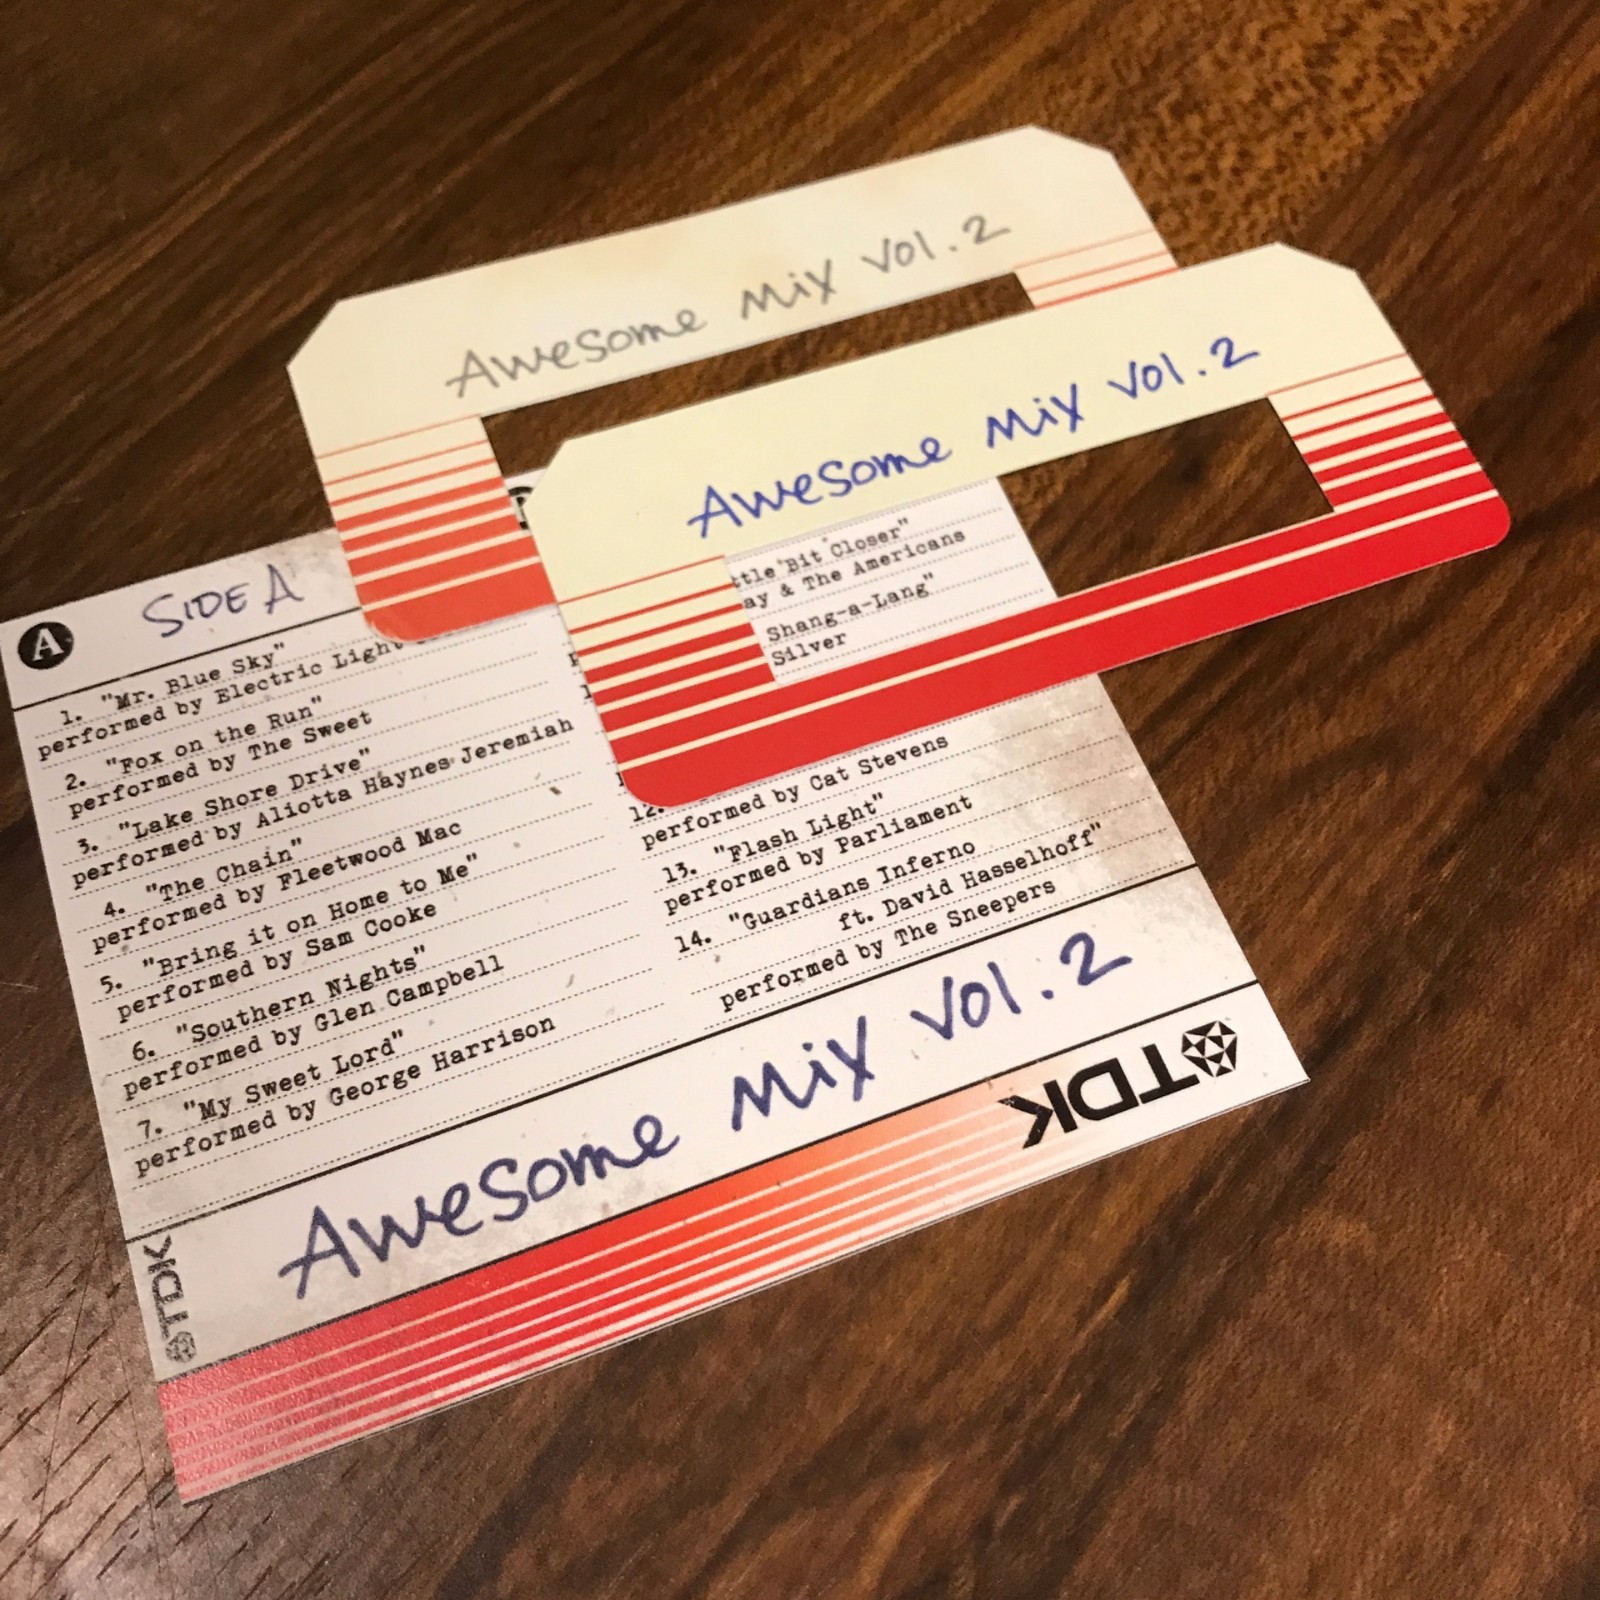 Awesome Mix Vol. 2
Awesome Mix Vol. 2
A
SIDE A
1. "Mr. Blue Sky"
performed by Electric Light
2. "Fox on the Run"
performed by The Sweet
3. "Lake Shore Drive"
performed by Aliotta Haynes Jeremiah
4. "The Chain"
performed by Fleetwood Mac
5. "Bring it on Home to Me"
performed by Sam Cooke
6. "Southern Nights"
performed by Glen Campbell
7. "My Sweet Lord"
performed by George Harrison
Bit Closer"
& The Americans
Shang-a-Lang"
Silver
12.
performed by Cat Stevens
13. "Flash Light"
performed by Parliament
14. "Guardians Inferno
ft. David Hasselhoff"
performed by The Sneepers
TDK
Awesome Mix Vol. 2
TDK